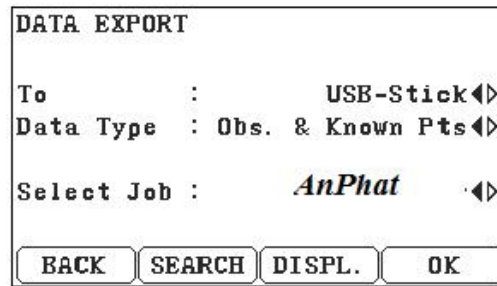 DATA EXPORT
To : USB-Stick
Data Type : Obs. & Known Pts
Select Job : AnPhat
BACK SEARCH DISPL. OK